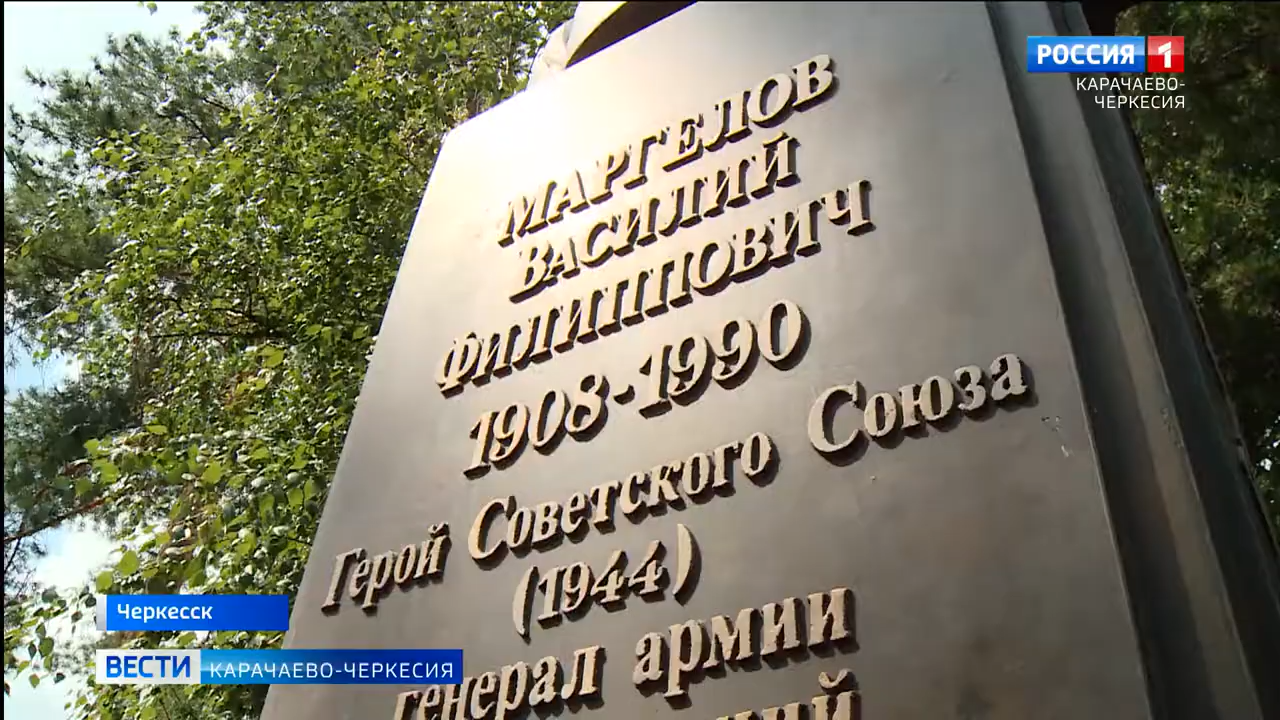 РОССИЯ 1
КАРАЧАЕВО-
ЧЕРКЕСИЯ
МАРГЕЛОВ
ВАСИЛИЙ
ФИЛИППОВИЧ
1908-1990
Герой Советского Союза
(1944)
генерал армии
Черкесск
ВЕСТИ КАРАЧАЕВО-ЧЕРКЕСИЯ